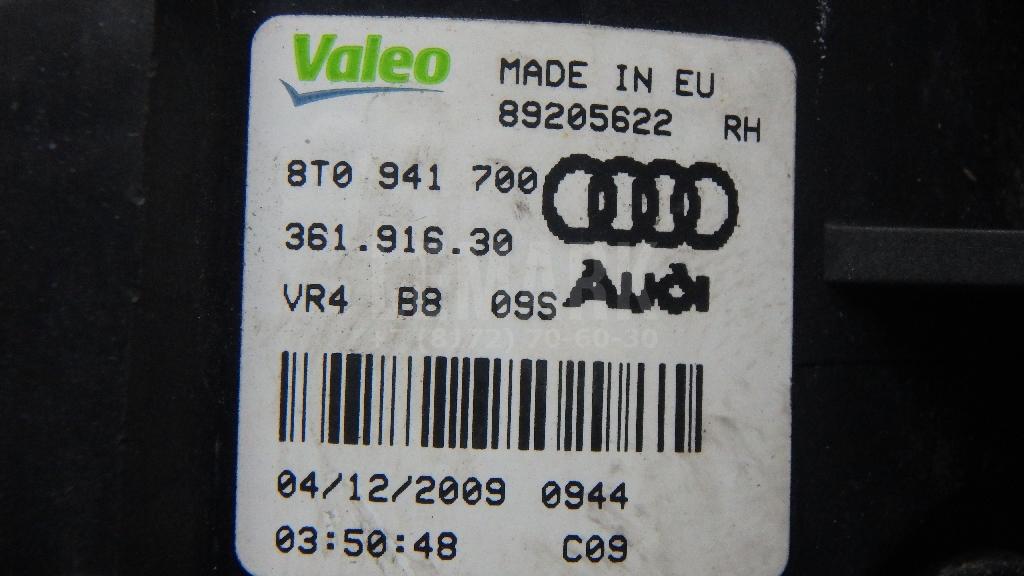 Valeo
MADE IN EU
89205622 RH
8T0 941 700
361.916.30
AUDI
VR4 B8 09S
04/12/2009 0944
03:50:48 C09